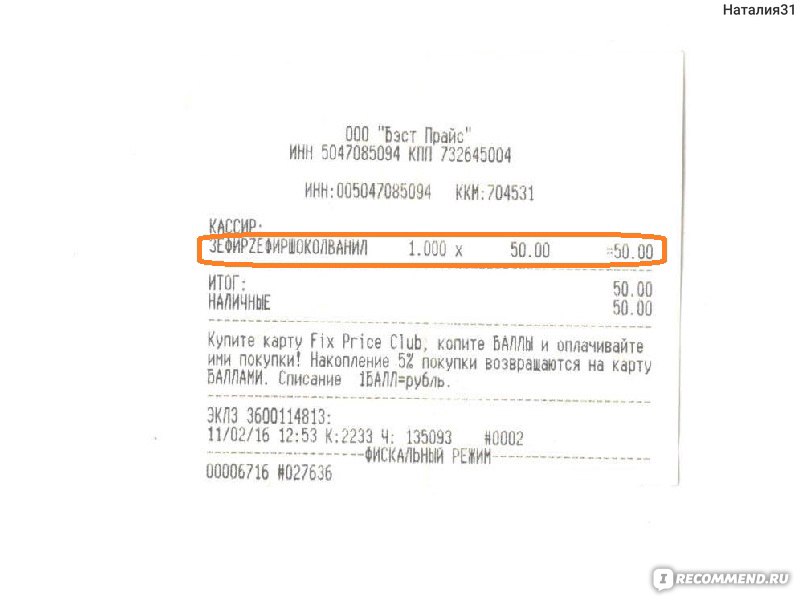 Наталия31
ООО "Бэст Прайс"
ИНН 5047085094 КПП 732645004
ИНН:005047085094 ККМ:704531
КАССИР:
ЗЕФИРZЕФИРШОКОЛВАНИЛ 1.000 x 50.00 =50.00
ИТОГ: 50.00
НАЛИЧНЫЕ 50.00
Купите карту Fix Price Club, копите БАЛЛЫ и оплачивайте
ими покупки! Накопление 5% покупки возвращаются на карту
БАЛЛАМИ. Списание 1БАЛЛ=рубль.
ЭКЛЗ 3600114813:
11/02/16 12:53 К:2233 Ч: 135093 #0002
ФИСКАЛЬНЫЙ РЕЖИМ
00006716 #027636
IRECOMMEND.RU